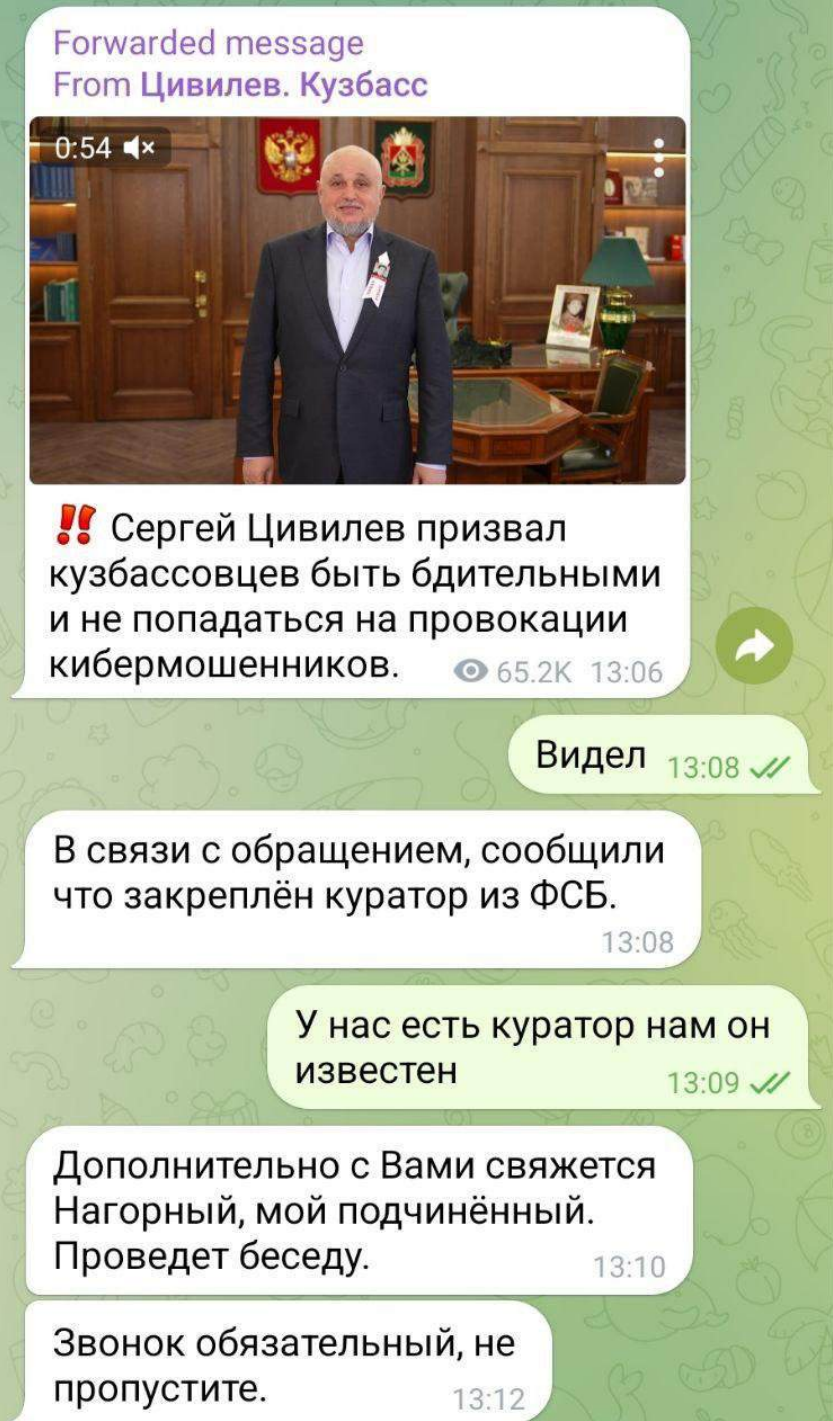 Forwarded message
From Цивилев. Кузбасс
0:54
‼️ Сергей Цивилев призвал
кузбассовцев быть бдительными
и не попадаться на провокации
кибермошенников. 65.2K 13:06
Видел 13:08
В связи с обращением, сообщили
что закреплён куратор из ФСБ.
13:08
У нас есть куратор нам он
известен 13:09
Дополнительно с Вами свяжется
Нагорный, мой подчинённый.
Проведет беседу. 13:10
Звонок обязательный, не
пропустите. 13:12